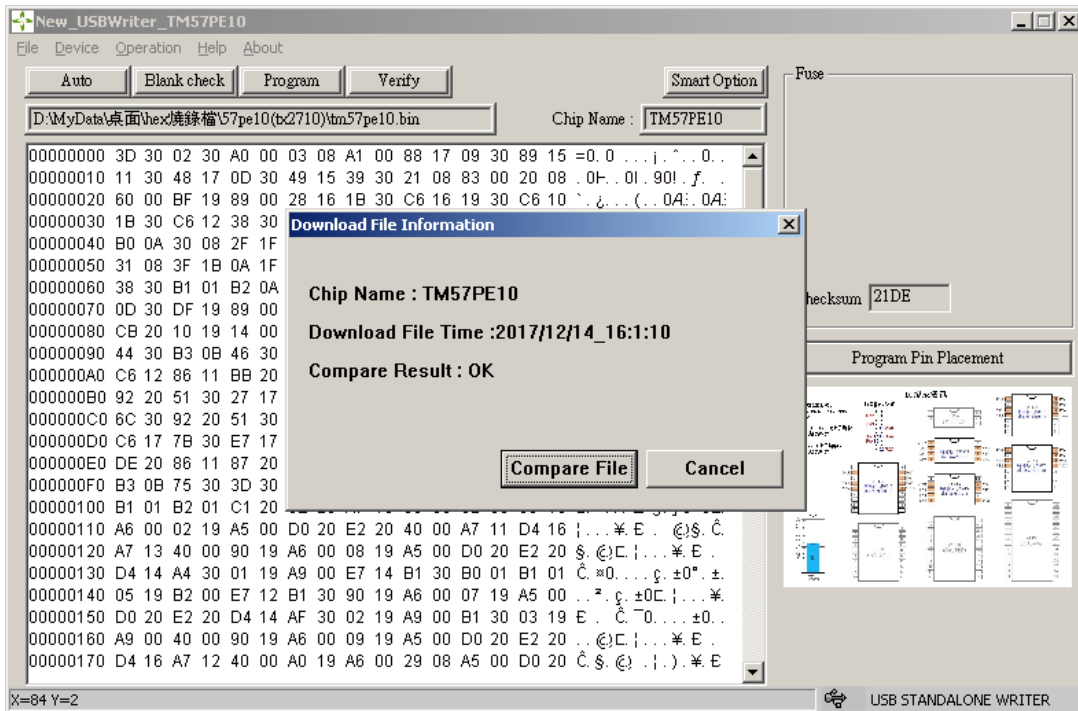 New_USBWriter_TM57PE10
File Device Operation Help About
Auto Blank check Program Verify Smart Option
Fuse
D:\MyData\桌面\hex燒錄檔\57pe10(tx2710)\tm57pe10.bin Chip Name : TM57PE10
00000000 3D 30 02 30 A0 00 03 08 A1 00 88 17 09 30 89 15
00000010 11 30 48 17 0D 30 49 15 39 30 21 08 83 00 20 08
00000020 60 00 BF 19 89 00 28 16 1B 30 C6 16 19 30 C6 10
00000030 1B 30 C6 12 38 30
00000040 B0 0A 30 08 2F 1F
00000050 31 08 3F 1B 0A 1F
00000060 38 30 B1 01 B2 0A
00000070 0D 30 DF 19 89 00
00000080 CB 20 10 19 14 00
00000090 44 30 B3 0B 46 30
000000A0 C6 12 86 11 BB 20
000000B0 92 20 51 30 27 17
000000C0 6C 30 92 20 51 30
000000D0 C6 17 7B 30 E7 17
000000E0 DE 20 86 11 87 20
000000F0 B3 0B 75 30 3D 30
00000100 B1 01 B2 01 C1 20
00000110 A6 00 02 19 A5 00 D0 20 E2 20 40 00 A7 11 D4 16
00000120 A7 13 40 00 90 19 A6 00 08 19 A5 00 D0 20 E2 20
00000130 D4 14 A4 30 01 19 A9 00 E7 14 B1 30 B0 01 B1 01
00000140 05 19 B2 00 E7 12 B1 30 90 19 A6 00 07 19 A5 00
00000150 D0 20 E2 20 D4 14 AF 30 02 19 A9 00 B1 30 03 19
00000160 A9 00 40 00 90 19 A6 00 09 19 A5 00 D0 20 E2 20
00000170 D4 16 A7 12 40 00 A0 19 A6 00 29 08 A5 00 D0 20
Download File Information
Chip Name : TM57PE10
Download File Time :2017/12/14_16:1:10
Compare Result : OK
Compare File Cancel
hecksum 21DE
Program Pin Placement
X=84 Y=2 USB STANDALONE WRITER